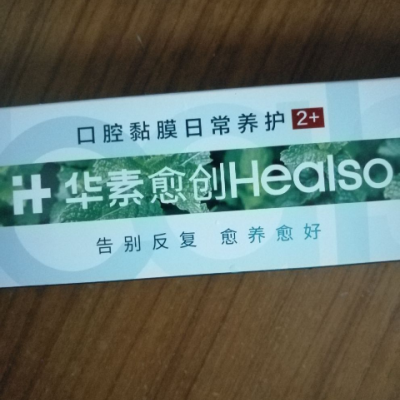 口腔黏膜日常养护 2+
华素愈创Healso
告别反复 愈养愈好